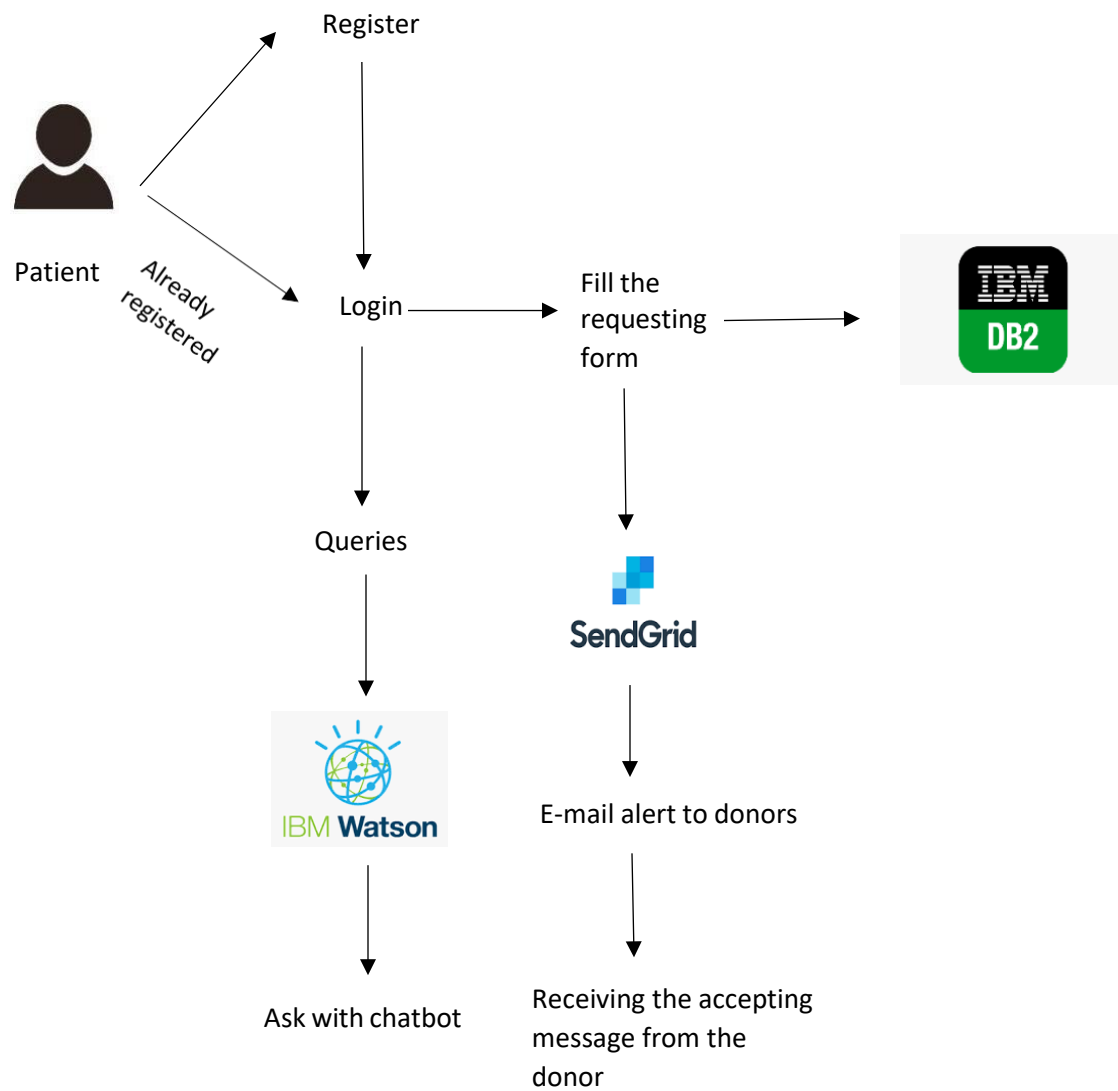 Register
Patient
Already
registered
Login
Fill the
requesting
form
IBM
DB2
Queries
SendGrid
IBM Watson
E-mail alert to donors
Ask with chatbot
Receiving the accepting
message from the
donor